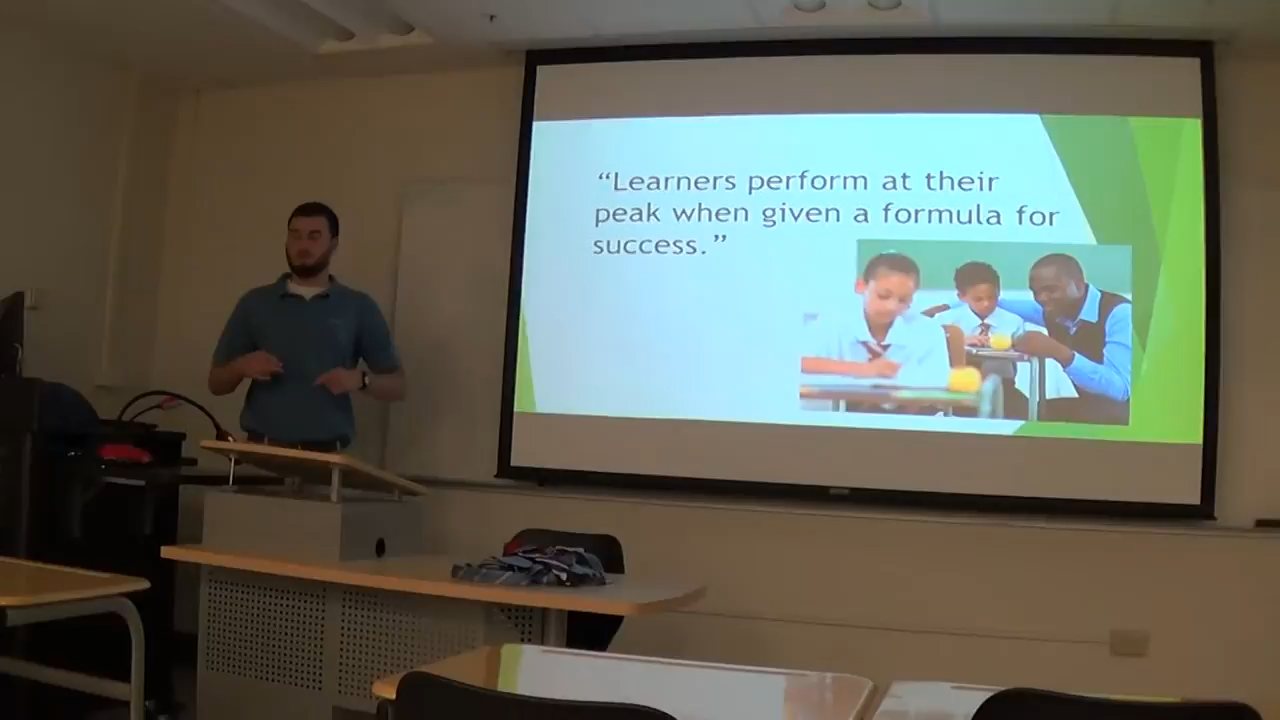 “Learners perform at their
peak when given a formula for
success.”